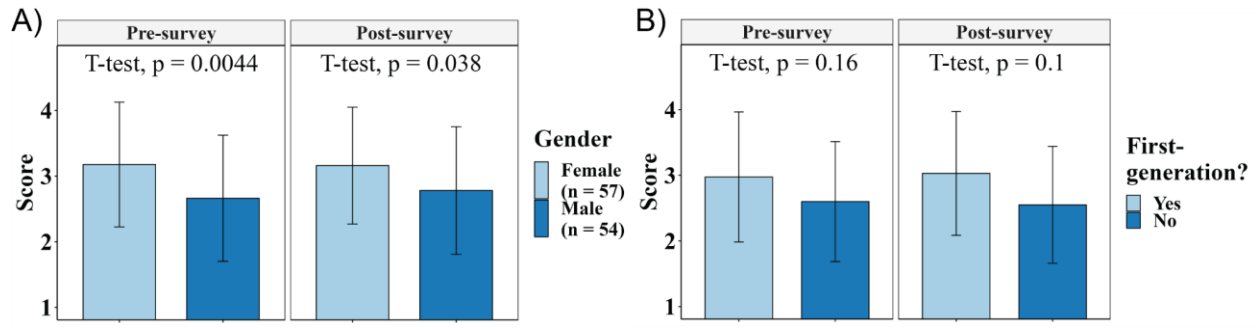 A)
Pre-survey
Post-survey
T-test, p = 0.0044
T-test, p = 0.038
Score
4
3
2
1
Gender
Female
(n = 57)
Male
(n = 54)
B)
Pre-survey
Post-survey
T-test, p = 0.16
T-test, p = 0.1
Score
4
3
2
1
First-
generation?
Yes
No